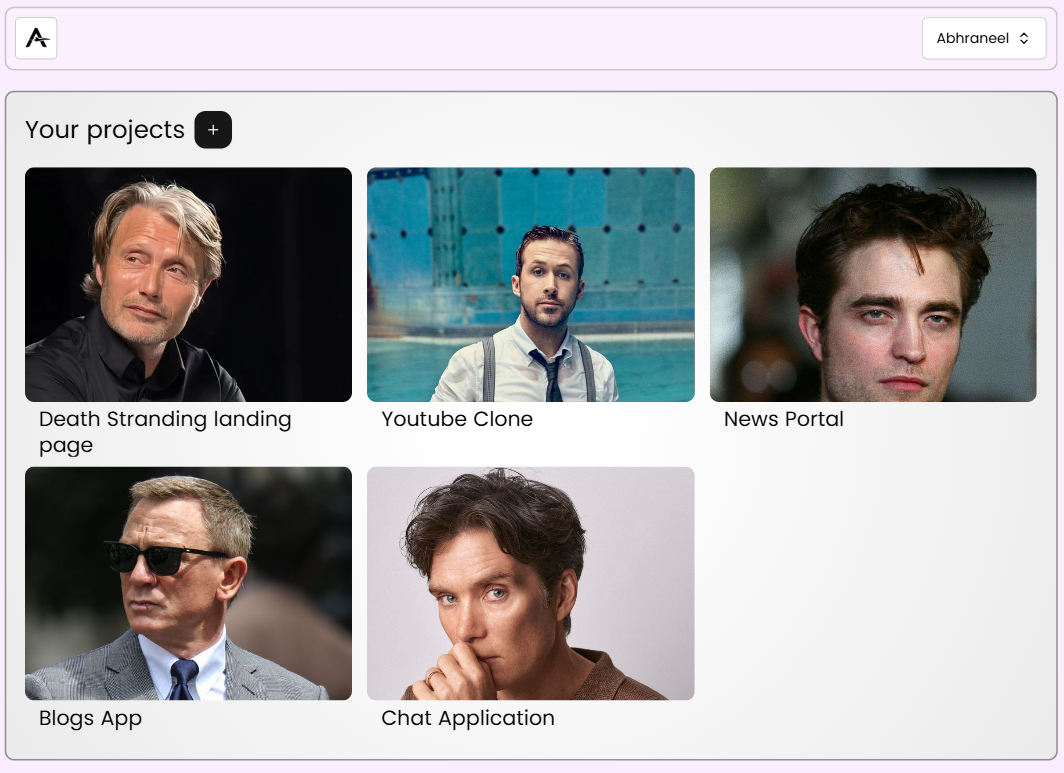 Abhraneel
Your projects +
Death Stranding landing
page
Youtube Clone
News Portal
Blogs App
Chat Application